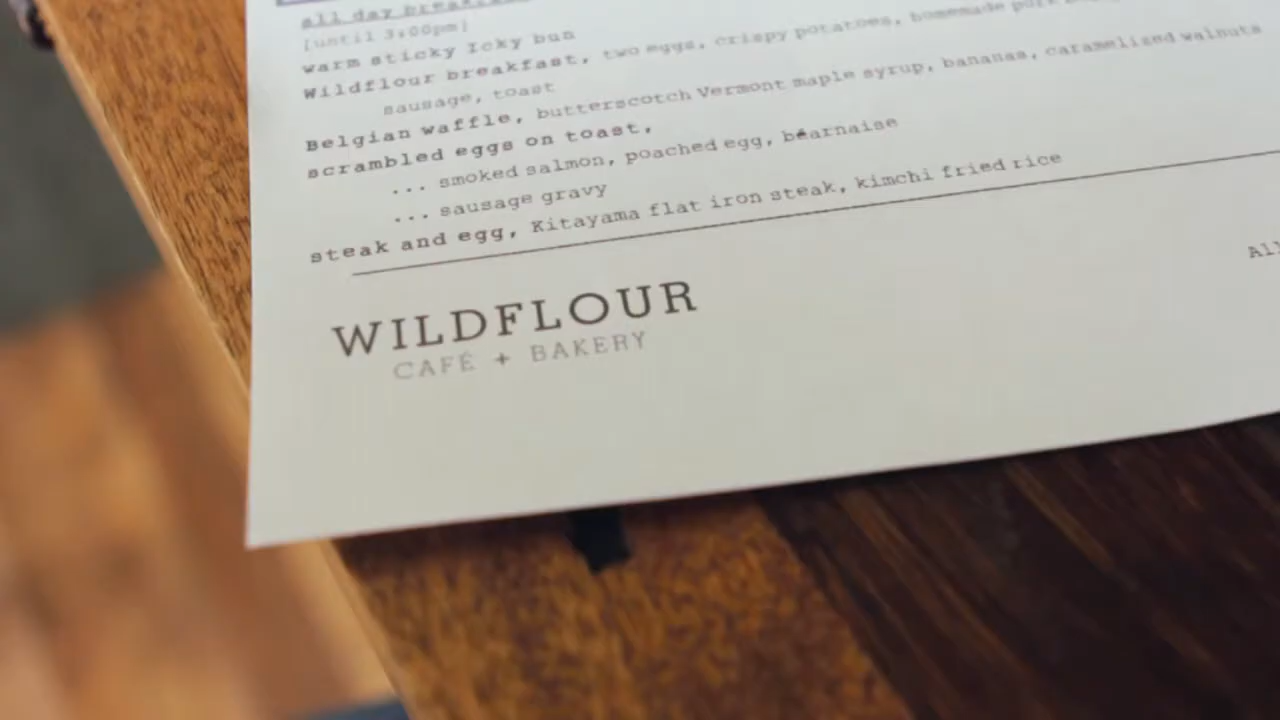 all day breakfast
[until 3:00pm]
warm sticky Icky bun
Wildflour breakfast, two eggs, crispy potatoes, homemade pork
sausage, toast
Belgian waffle, butterscotch Vermont maple syrup, bananas, caramelized walnuts
scrambled eggs on toast,
... smoked salmon, poached egg, béarnaise
... sausage gravy
steak and egg, Kitayama flat iron steak, kimchi fried rice
WILDFLOUR
CAFÉ + BAKERY